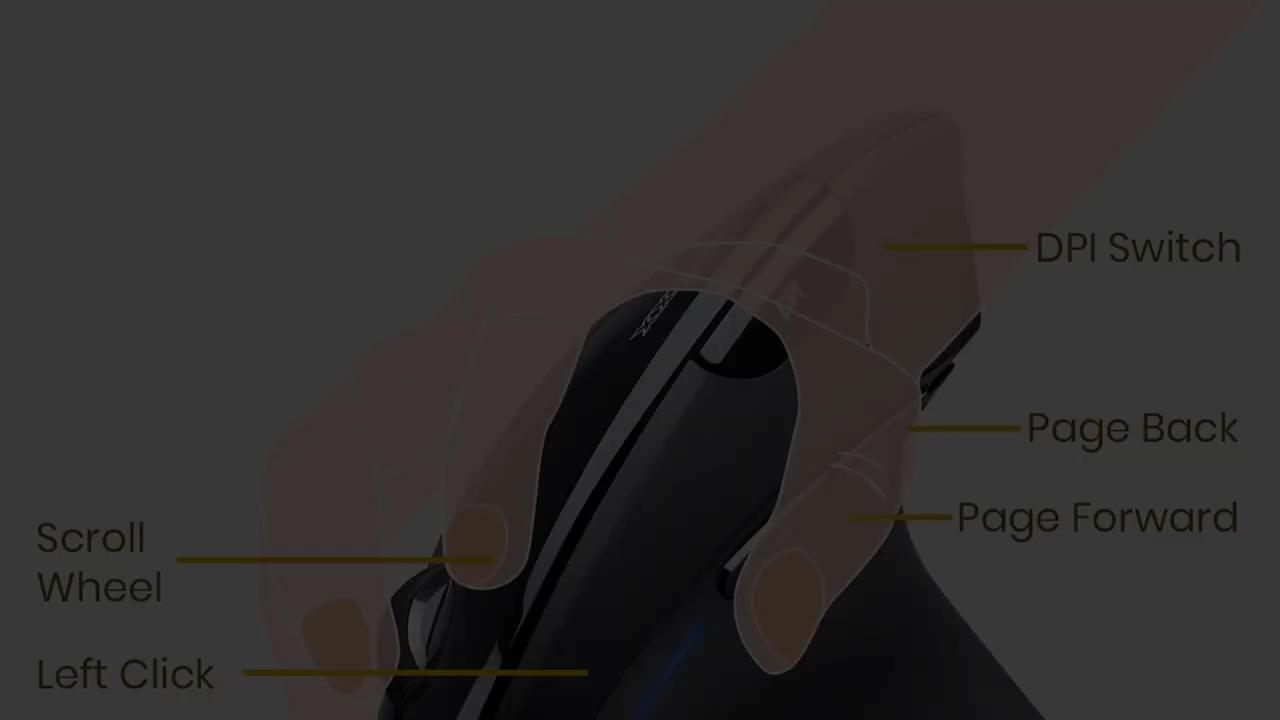 DPI Switch
Page Back
Page Forward
Scroll
Wheel
Left Click